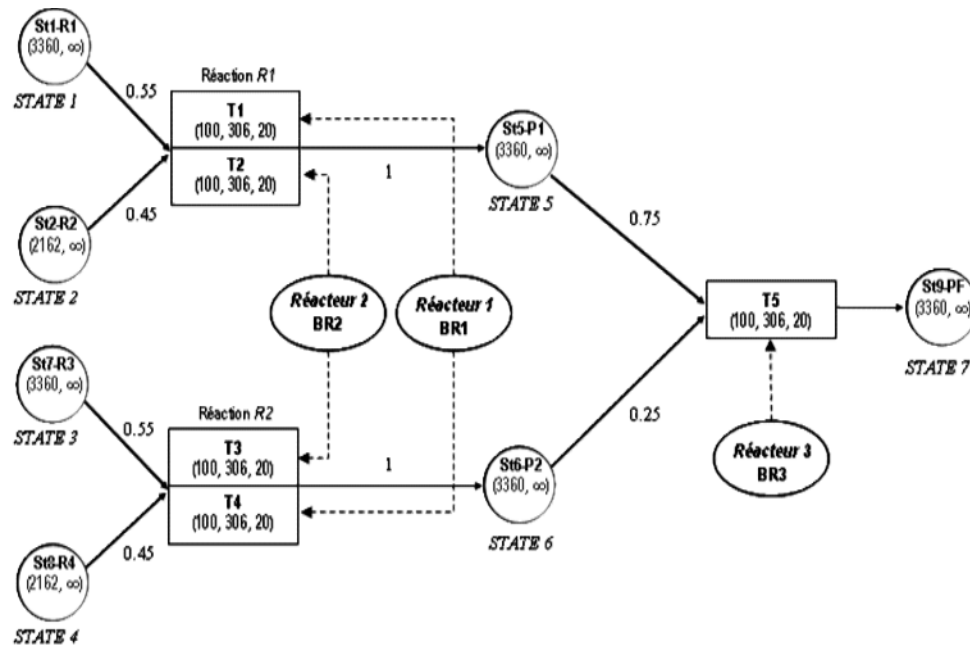 St1-R1
(3360, ∞)
STATE 1
0.55
Réaction R1
T1
(100, 306, 20)
T2
(100, 306, 20)
1
St5-P1
(3360, ∞)
STATE 5
St2-R2
(2162, ∞)
STATE 2
0.45
0.75
Réacteur 2
BR2
Réacteur 1
BR1
T5
(100, 306, 20)
St9-PF
(3360, ∞)
STATE 7
St7-R3
(3360, ∞)
STATE 3
0.55
Réaction R2
T3
(100, 306, 20)
T4
(100, 306, 20)
1
St6-P2
(3360, ∞)
STATE 6
0.25
Réacteur 3
BR3
St8-R4
(2162, ∞)
STATE 4
0.45